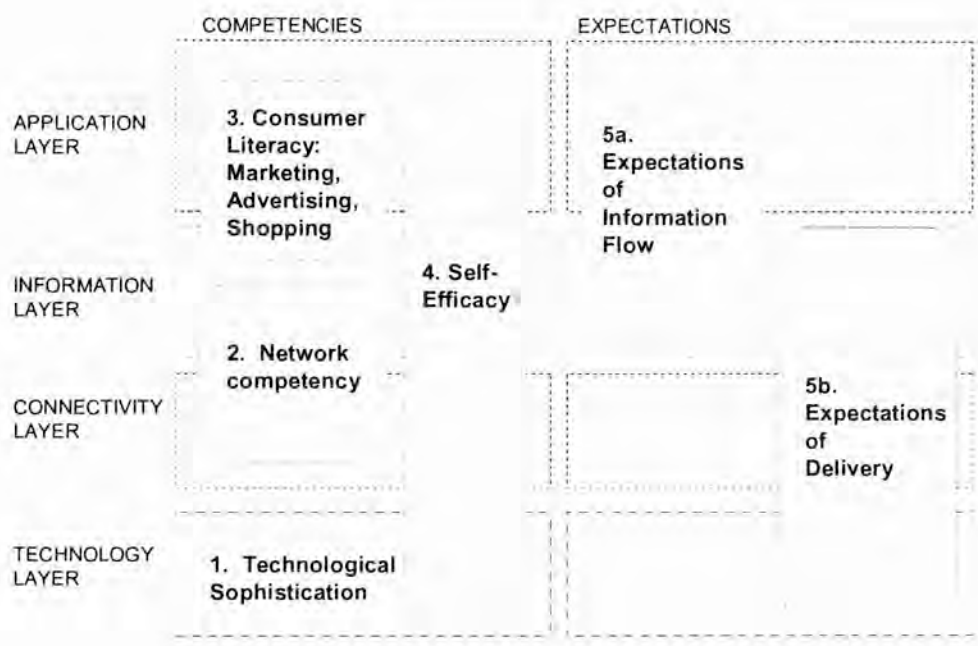 COMPETENCIES
EXPECTATIONS
APPLICATION
LAYER
3. Consumer
Literacy:
Marketing,
Advertising,
Shopping
5a.
Expectations
of
Information
Flow
INFORMATION
LAYER
4. Self-
Efficacy
2. Network
competency
CONNECTIVITY
LAYER
5b.
Expectations
of
Delivery
TECHNOLOGY
LAYER
1. Technological
Sophistication